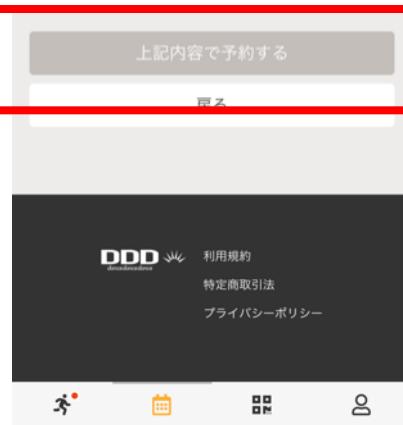 上記内容で予約する
戻る
DDD
利用規約
特定商取引法
プライバシーポリシー